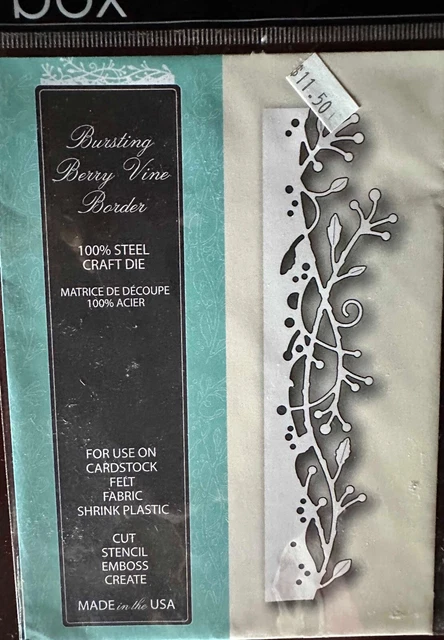 box
$11.50
Bursting
Berry Vine
Border
100% STEEL
CRAFT DIE
MATRICE DE DÉCOUPE
100% ACIER
FOR USE ON
CARDSTOCK
FELT
FABRIC
SHRINK PLASTIC
CUT
STENCIL
EMBOSS
CREATE
MADE in the USA